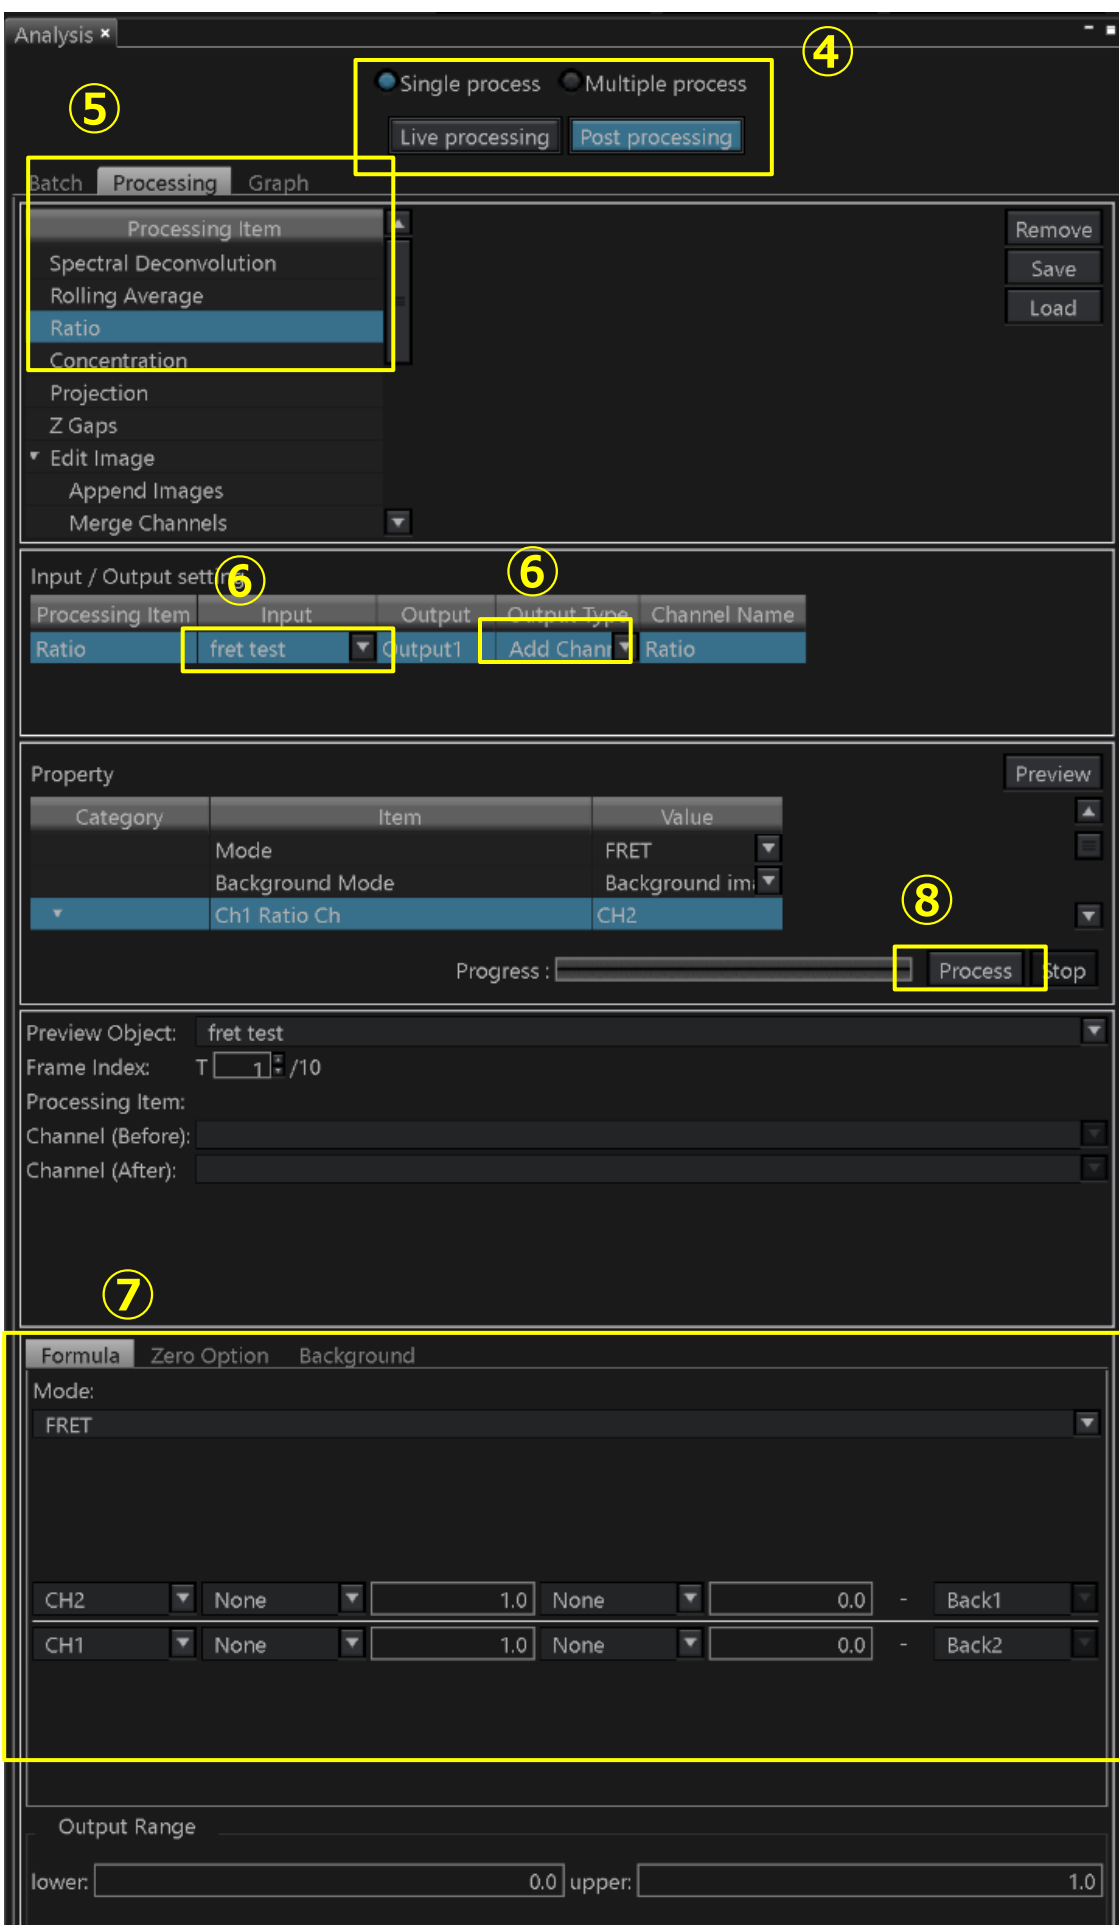 Analysis ×
④
Single process Multiple process
⑤
Live processing Post processing
Batch Processing Graph
Processing Item
Remove
Spectral Deconvolution
Save
Rolling Average
Load
Ratio
Concentration
Projection
Z Gaps
Edit Image
Append Images
Merge Channels
⑥ ⑥
Input / Output setting
Processing Item Input Output Output Type Channel Name
Ratio fret test Output1 Add Chann Ratio
Property Preview
Category Item Value
Mode FRET
Background Mode Background ima
⑧
Ch1 Ratio Ch CH2
Progress : Process Stop
Preview Object: fret test
Frame Index: T 1 /10
Processing Item:
Channel (Before):
Channel (After):
⑦
Formula Zero Option Background
Mode:
FRET
CH2 None 1.0 None 0.0 - Back1
CH1 None 1.0 None 0.0 - Back2
Output Range
lower: 0.0 upper: 1.0